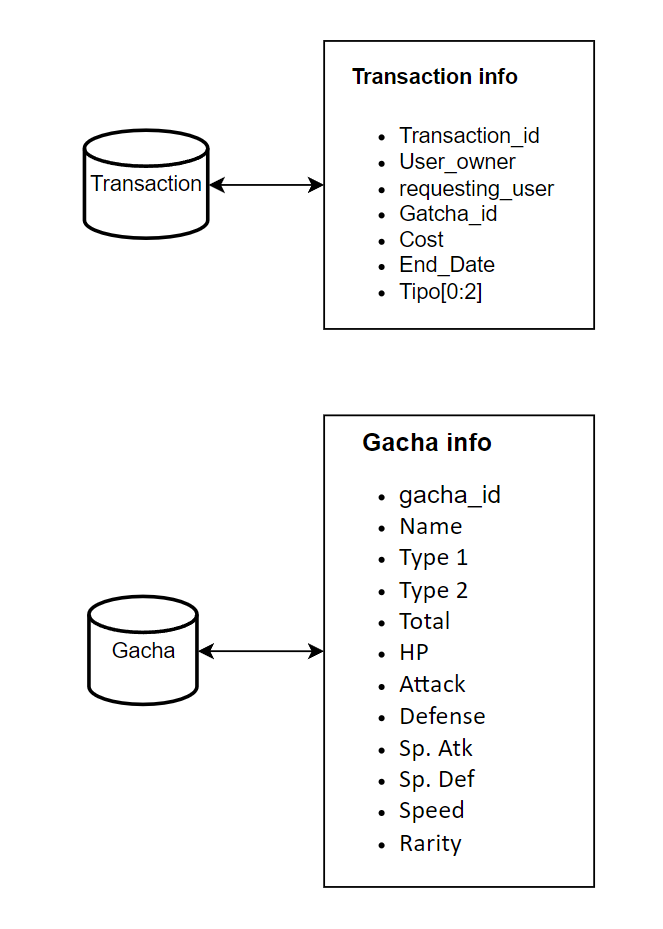 Transaction info
Transaction
Transaction_id
User_owner
requesting_user
Gatcha_id
Cost
End_Date
Tipo[0:2]
Gacha info
Gacha
gacha_id
Name
Type 1
Type 2
Total
HP
Attack
Defense
Sp. Atk
Sp. Def
Speed
Rarity